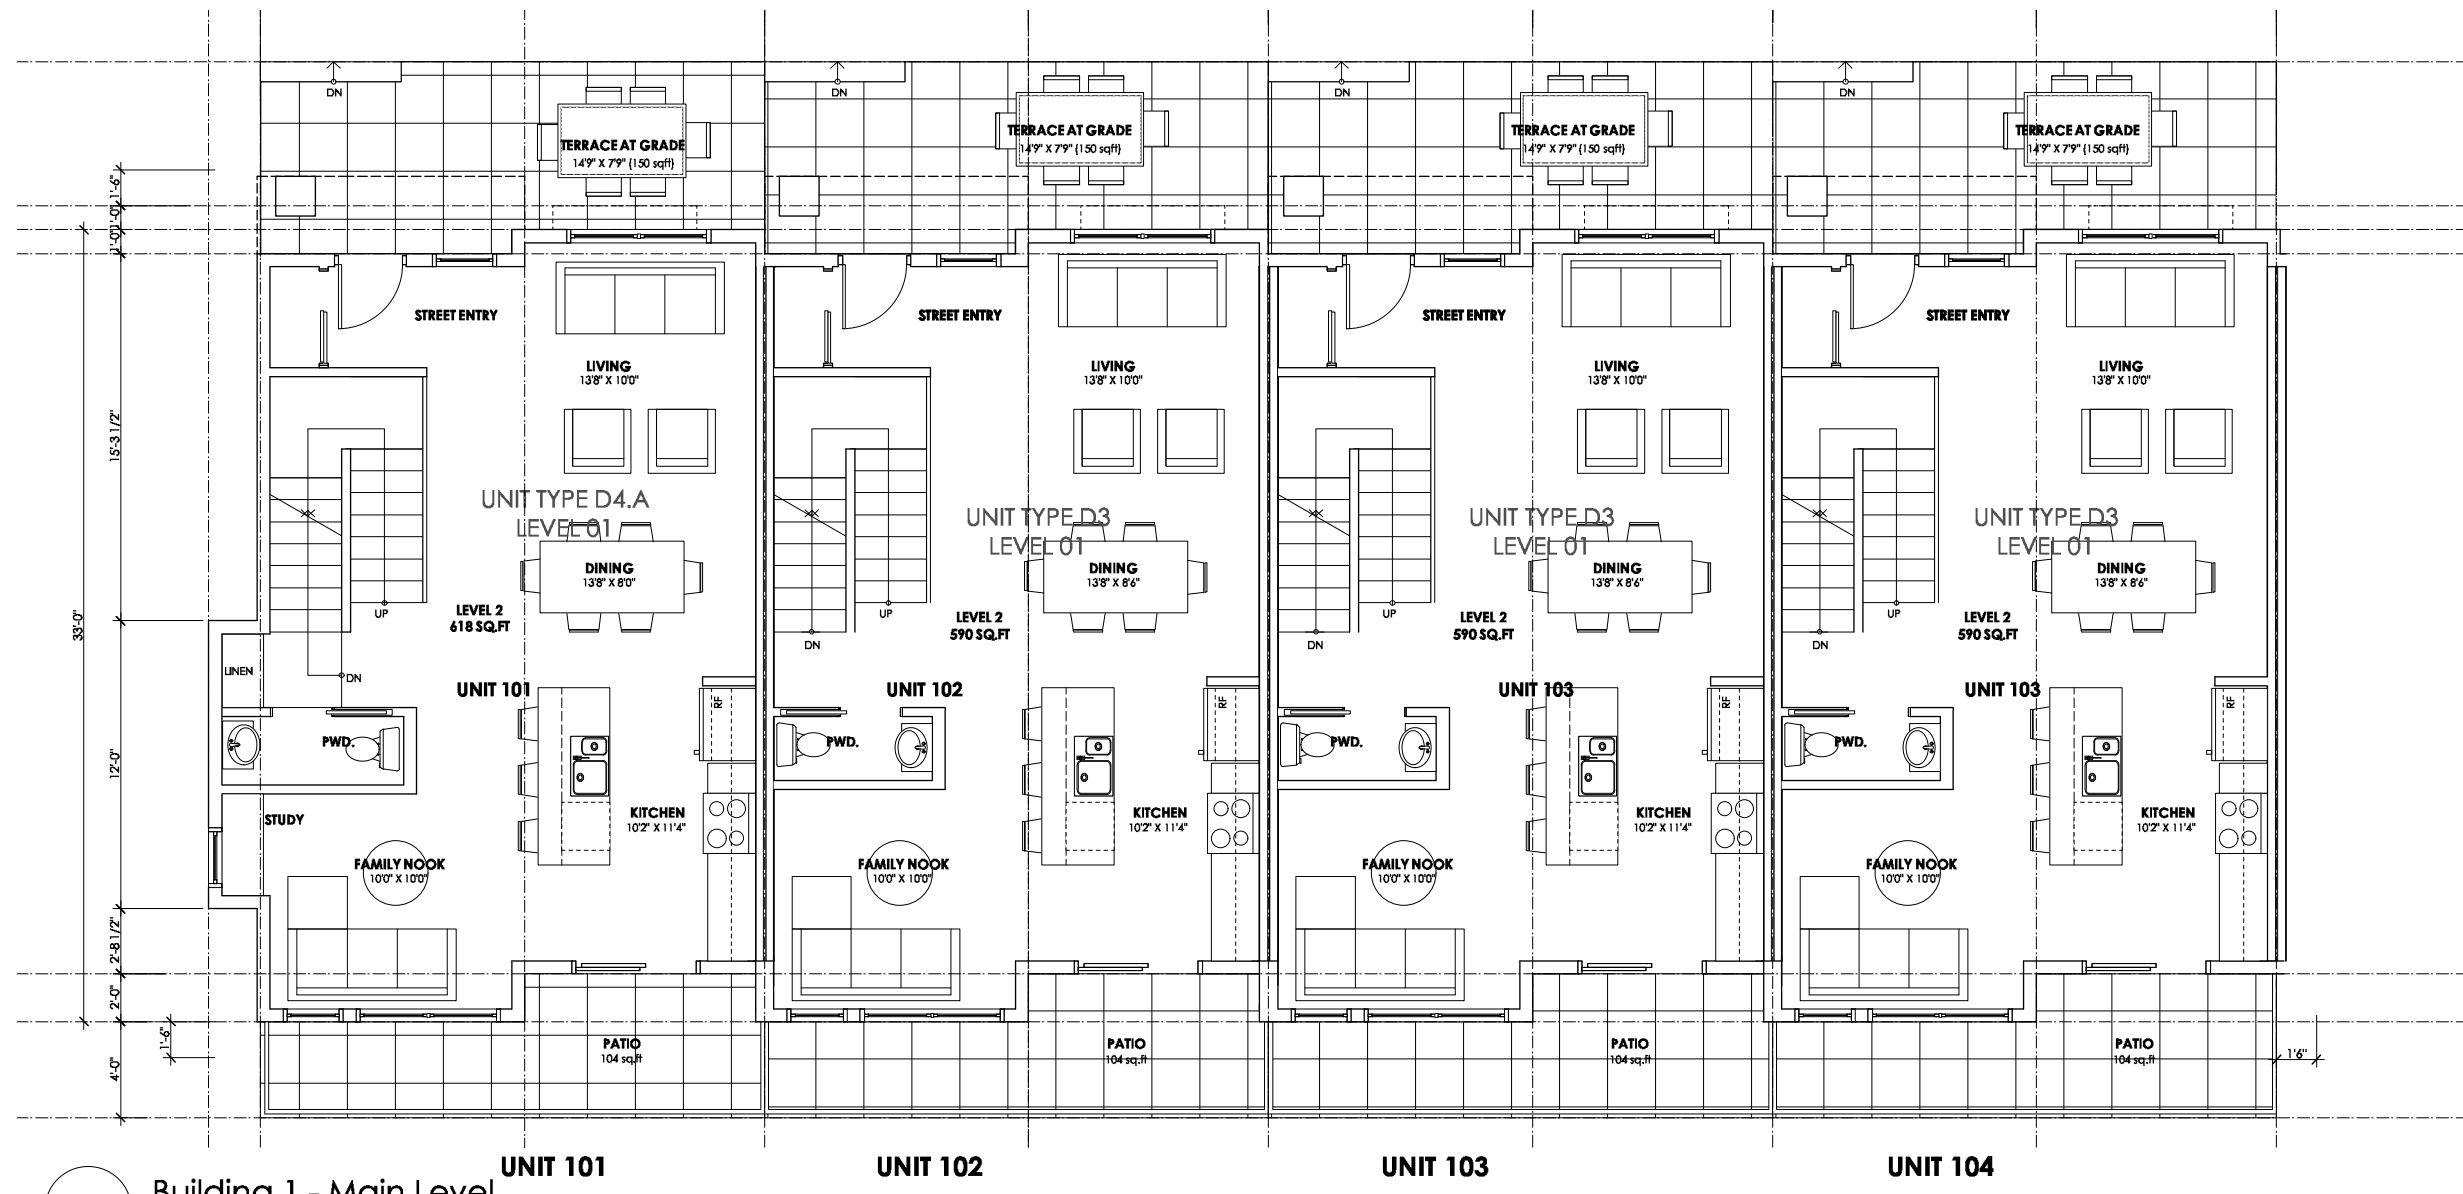 DN
TERRACE AT GRADE
14'9" X 7'9" (150 sqft)
DN
TERRACE AT GRADE
14'9" X 7'9" (150 sqft)
DN
TERRACE AT GRADE
14'9" X 7'9" (150 sqft)
DN
TERRACE AT GRADE
14'9" X 7'9" (150 sqft)
1'-6"
1'-0"
1'-0"
15'-3 1/2"
33'-0"
12'-0"
2'-8 1/2"
2'-0"
1'-6"
4'-0"
STREET ENTRY
LIVING
13'8" X 10'0"
UNIT TYPE D4.A
LEVEL 01
DINING
13'8" X 8'0"
UP
LEVEL 2
618 SQ.FT
LINEN
DN
UNIT 101
RF
PWD.
STUDY
KITCHEN
10'2" X 11'4"
FAMILY NOOK
10'0" X 10'0"
PATIO
104 sq.ft
STREET ENTRY
LIVING
13'8" X 10'0"
UNIT TYPE D3
LEVEL 01
DINING
13'8" X 8'6"
UP
LEVEL 2
590 SQ.FT
DN
UNIT 102
RF
PWD.
KITCHEN
10'2" X 11'4"
FAMILY NOOK
10'0" X 10'0"
PATIO
104 sq.ft
STREET ENTRY
LIVING
13'8" X 10'0"
UNIT TYPE D3
LEVEL 01
DINING
13'8" X 8'6"
UP
LEVEL 2
590 SQ.FT
DN
UNIT 103
RF
PWD.
KITCHEN
10'2" X 11'4"
FAMILY NOOK
10'0" X 10'0"
PATIO
104 sq.ft
STREET ENTRY
LIVING
13'8" X 10'0"
UNIT TYPE D3
LEVEL 01
DINING
13'8" X 8'6"
UP
LEVEL 2
590 SQ.FT
DN
UNIT 103
RF
PWD.
KITCHEN
10'2" X 11'4"
FAMILY NOOK
10'0" X 10'0"
PATIO
104 sq.ft
1'6"
UNIT 101
UNIT 102
UNIT 103
UNIT 104
Building 1 - Main Level